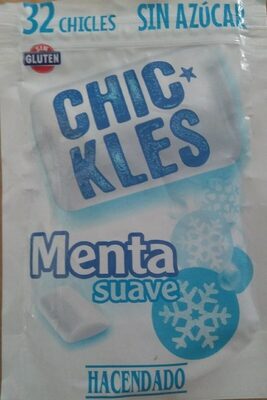 32 CHICLES SIN AZÚCAR
SIN
GLUTEN
CHIC★
KLES
Menta
suave
HACENDADO